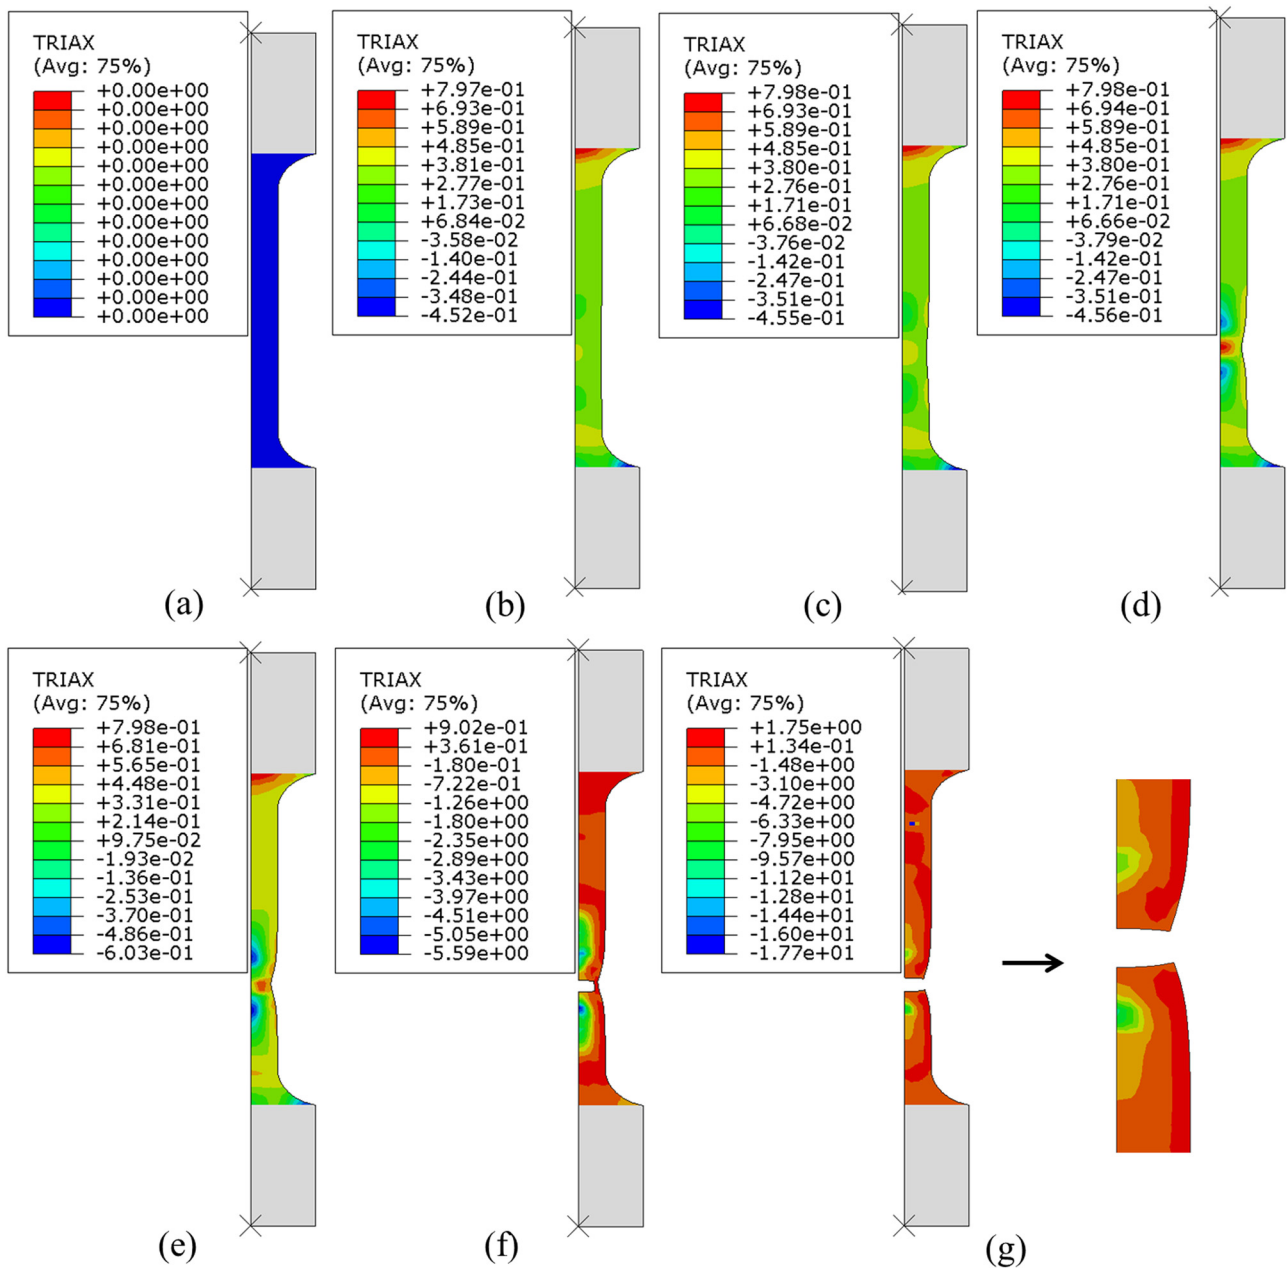 TRIAX
(Avg: 75%)
+0.00e+00
+0.00e+00
+0.00e+00
+0.00e+00
+0.00e+00
+0.00e+00
+0.00e+00
+0.00e+00
+0.00e+00
+0.00e+00
+0.00e+00
+0.00e+00
+0.00e+00
(a)
TRIAX
(Avg: 75%)
+7.97e-01
+6.93e-01
+5.89e-01
+4.85e-01
+3.81e-01
+2.77e-01
+1.73e-01
+6.84e-02
-3.58e-02
-1.40e-01
-2.44e-01
-3.48e-01
-4.52e-01
(b)
TRIAX
(Avg: 75%)
+7.98e-01
+6.93e-01
+5.89e-01
+4.85e-01
+3.80e-01
+2.76e-01
+1.71e-01
+6.68e-02
-3.76e-02
-1.42e-01
-2.47e-01
-3.51e-01
-4.55e-01
(c)
TRIAX
(Avg: 75%)
+7.98e-01
+6.94e-01
+5.89e-01
+4.85e-01
+3.80e-01
+2.76e-01
+1.71e-01
+6.66e-02
-3.79e-02
-1.42e-01
-2.47e-01
-3.51e-01
-4.56e-01
(d)
TRIAX
(Avg: 75%)
+7.98e-01
+6.81e-01
+5.65e-01
+4.48e-01
+3.31e-01
+2.14e-01
+9.75e-02
-1.93e-02
-1.36e-01
-2.53e-01
-3.70e-01
-4.86e-01
-6.03e-01
(e)
TRIAX
(Avg: 75%)
+9.02e-01
+3.61e-01
-1.80e-01
-7.22e-01
-1.26e+00
-1.80e+00
-2.35e+00
-2.89e+00
-3.43e+00
-3.97e+00
-4.51e+00
-5.05e+00
-5.59e+00
(f)
TRIAX
(Avg: 75%)
+1.75e+00
+1.34e-01
-1.48e+00
-3.10e+00
-4.72e+00
-6.33e+00
-7.95e+00
-9.57e+00
-1.12e+01
-1.28e+01
-1.44e+01
-1.60e+01
-1.77e+01
(g)